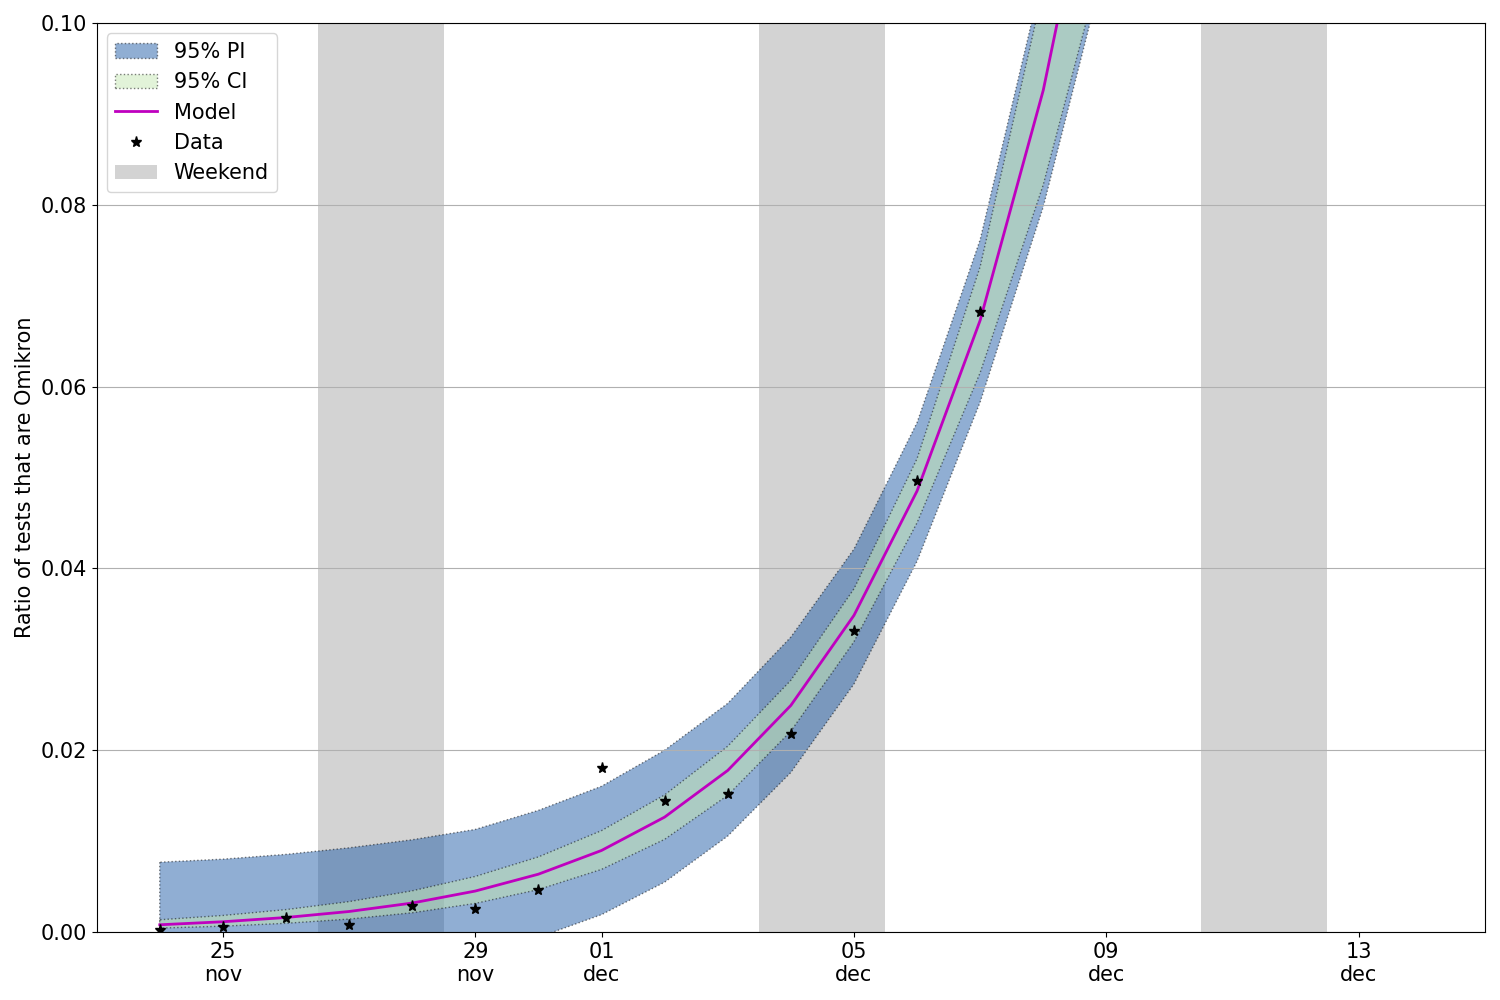 0.10
0.08
0.06
0.04
0.02
0.00
Ratio of tests that are Omikron
95% PI
95% CI
Model
Data
Weekend
25
nov
29
nov
01
dec
05
dec
09
dec
13
dec